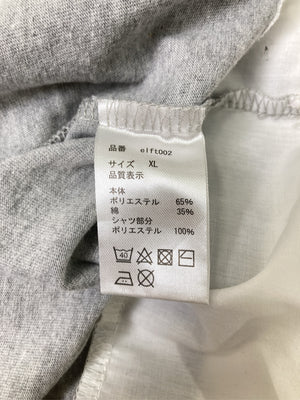 品番　elft002
サイズ　XL
品質表示
本体
ポリエステル　65%
綿　35%
シャツ部分
ポリエステル　100%
40